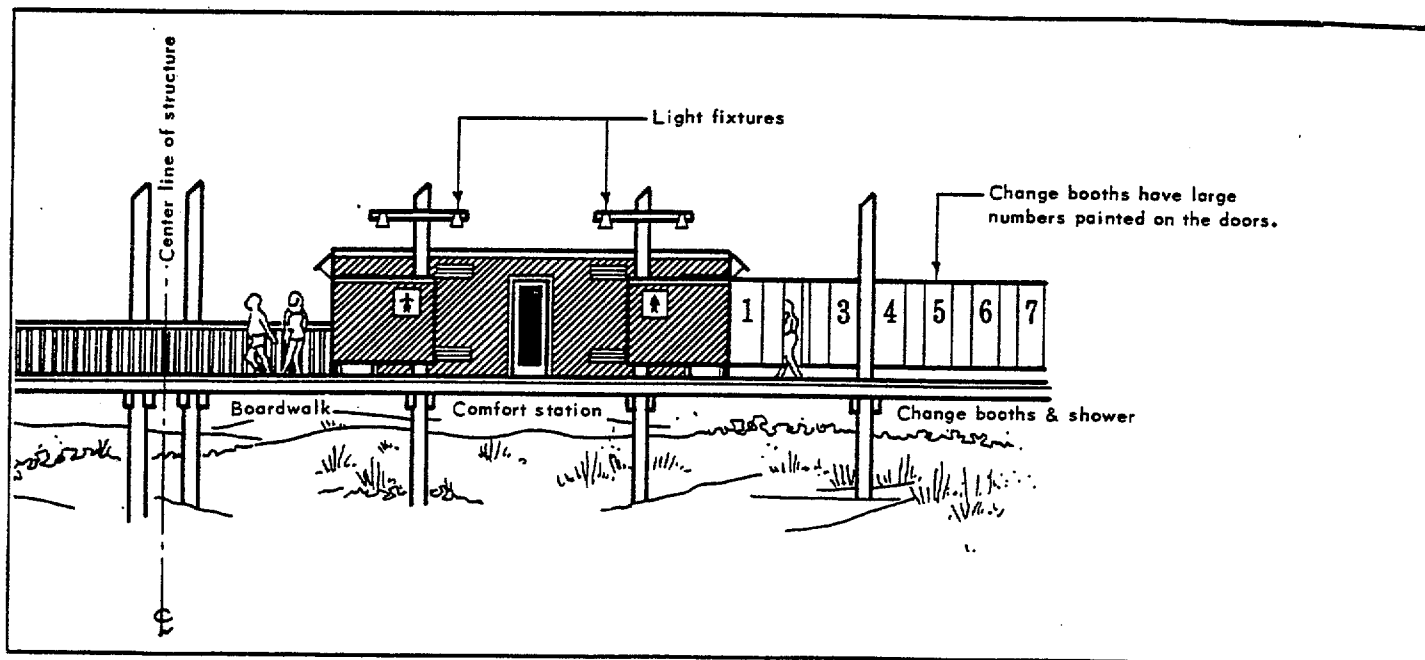 Center line of structure
Light fixtures
Change booths have large
numbers painted on the doors.
1 3 4 5 6 7
Boardwalk
Comfort station
Change booths & shower
℄